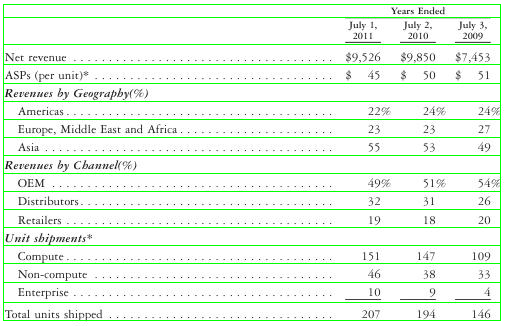 Years Ended
July 1, July 2, July 3,
2011 2010 2009
Net revenue . . . . . . . . . . . . . . . . . . . . . . . . . . . . . . . . . $9,526 $9,850 $7,453
ASPs (per unit)* . . . . . . . . . . . . . . . . . . . . . . . . . . . . . . $ 45 $ 50 $ 51
Revenues by Geography(%)
Americas . . . . . . . . . . . . . . . . . . . . . . . . . . . . . . . . . . 22% 24% 24%
Europe, Middle East and Africa . . . . . . . . . . . . . . . . . . . . 23 23 27
Asia . . . . . . . . . . . . . . . . . . . . . . . . . . . . . . . . . . . . . 55 53 49
Revenues by Channel(%)
OEM . . . . . . . . . . . . . . . . . . . . . . . . . . . . . . . . . . . . 49% 51% 54%
Distributors . . . . . . . . . . . . . . . . . . . . . . . . . . . . . . . . 32 31 26
Retailers . . . . . . . . . . . . . . . . . . . . . . . . . . . . . . . . . . 19 18 20
Unit shipments*
Compute . . . . . . . . . . . . . . . . . . . . . . . . . . . . . . . . . . 151 147 109
Non-compute . . . . . . . . . . . . . . . . . . . . . . . . . . . . . . 46 38 33
Enterprise . . . . . . . . . . . . . . . . . . . . . . . . . . . . . . . . . 10 9 4
Total units shipped . . . . . . . . . . . . . . . . . . . . . . . . . . . . 207 194 146